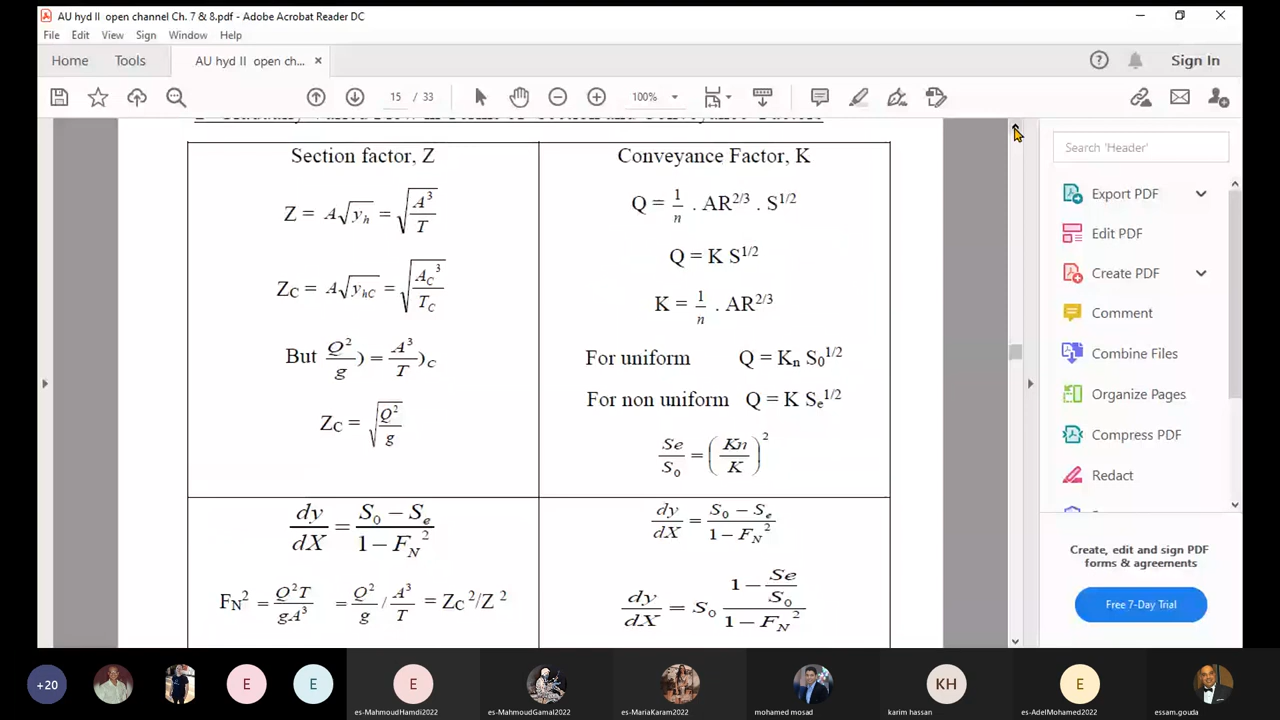 AU hyd II open channel Ch. 7 & 8.pdf - Adobe Acrobat Reader DC
File Edit View Sign Window Help
Home Tools AU hyd II open ch... × Sign In
15 / 33 100%
Section factor, Z
Z = A√y_h = √(A³/T)
Z_C = A√y_hC = √(A_C³/T_C)
But Q²/g) = A³/T)_C
Z_C = √(Q²/g)
Conveyance Factor, K
Q = 1/n . AR^2/3 . S^1/2
Q = K S^1/2
K = 1/n . AR^2/3
For uniform Q = K_n S_0^1/2
For non uniform Q = K S_e^1/2
Se/S_0 = (Kn/K)²
dy/dX = (S_0 − S_e)/(1 − F_N²)
F_N² = Q²T/gA³ = Q²/g / A³/T = Z_C²/Z²
dy/dX = (S_0 − S_e)/(1 − F_N²)
dy/dX = S_0 (1 − Se/S_0)/(1 − F_N²)
Search 'Header'
Export PDF
Edit PDF
Create PDF
Comment
Combine Files
Organize Pages
Compress PDF
Redact
Create, edit and sign PDF
forms & agreements
Free 7-Day Trial
+20 E E E KH E
es-MahmoudHamdi2022 es-MahmoudGamal2022 es-MariaKaram2022 mohamed mosad karim hassan es-AdelMohamed2022 essam.gouda